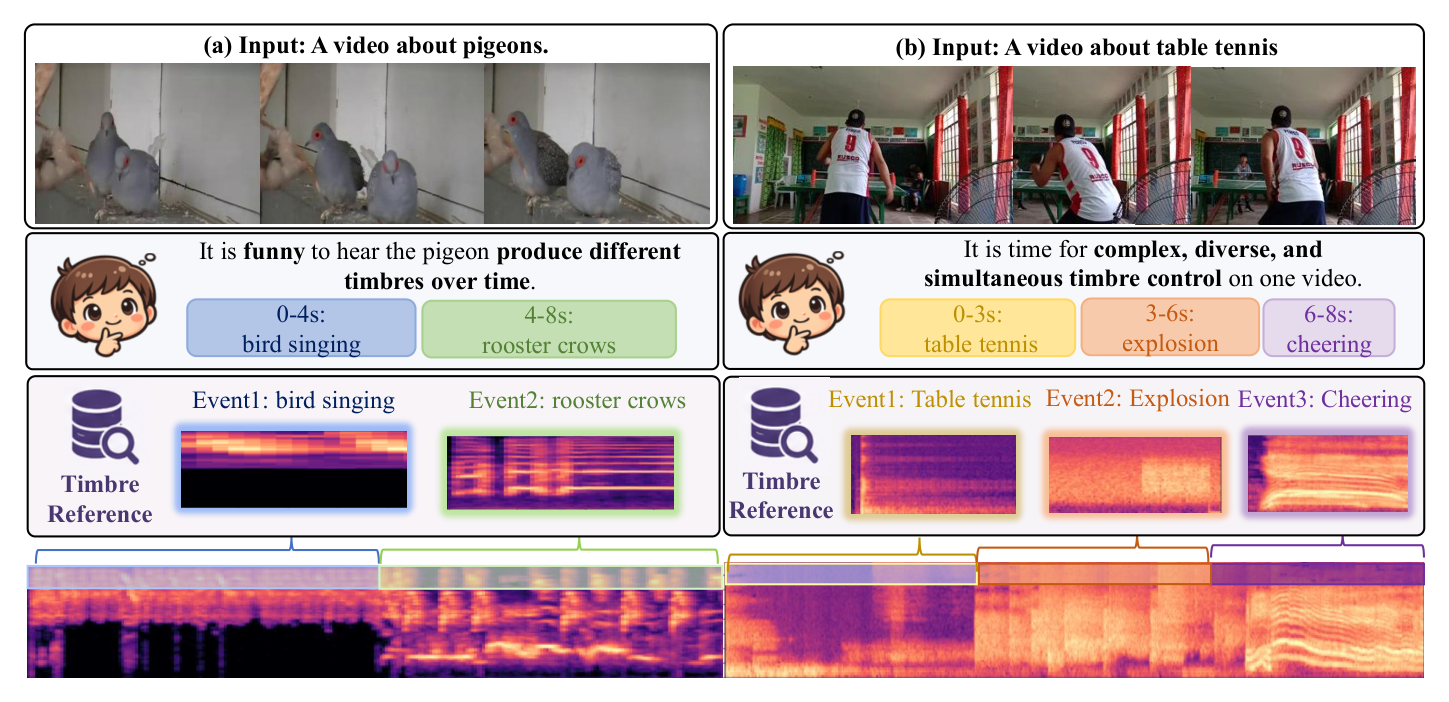 (a) Input: A video about pigeons.
It is funny to hear the pigeon produce different
timbres over time.
0-4s:
bird singing
4-8s:
rooster crows
Event1: bird singing
Event2: rooster crows
Timbre
Reference
(b) Input: A video about table tennis
9
9
9
It is time for complex, diverse, and
simultaneous timbre control on one video.
0-3s:
table tennis
3-6s:
explosion
6-8s:
cheering
Event1: Table tennis
Event2: Explosion
Event3: Cheering
Timbre
Reference